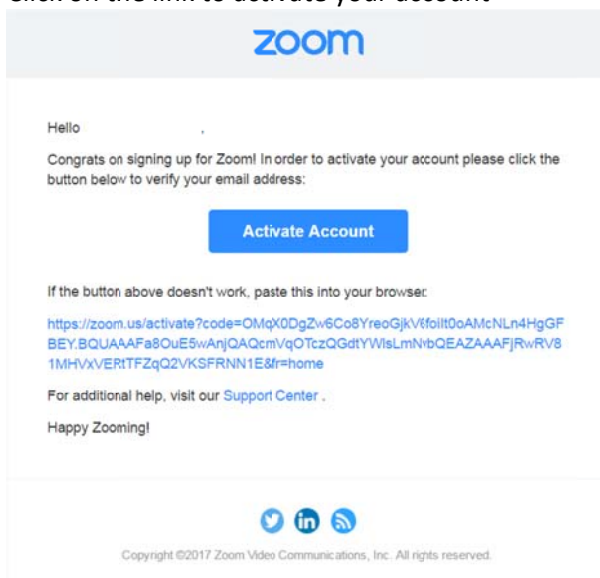 Click on the link to activate your account
zoom
Hello ,
Congrats on signing up for Zoom! In order to activate your account please click the
button below to verify your email address:
Activate Account
If the button above doesn't work, paste this into your browser:
https://zoom.us/activate?code=OMqX0DgZw6Co8YreoGjkV6foiIt0oAMcNLn4HgGF
BEY.BQUAAAFa8OuE5wAnjQAQcmVqOTczQGdtYWlsLmNvbQEAZAAAFjRwRV8
1MHVxVERtTFZqQ2VKSFRNN1E&fr=home
For additional help, visit our Support Center .
Happy Zooming!
in
Copyright ©2017 Zoom Video Communications, Inc. All rights reserved.